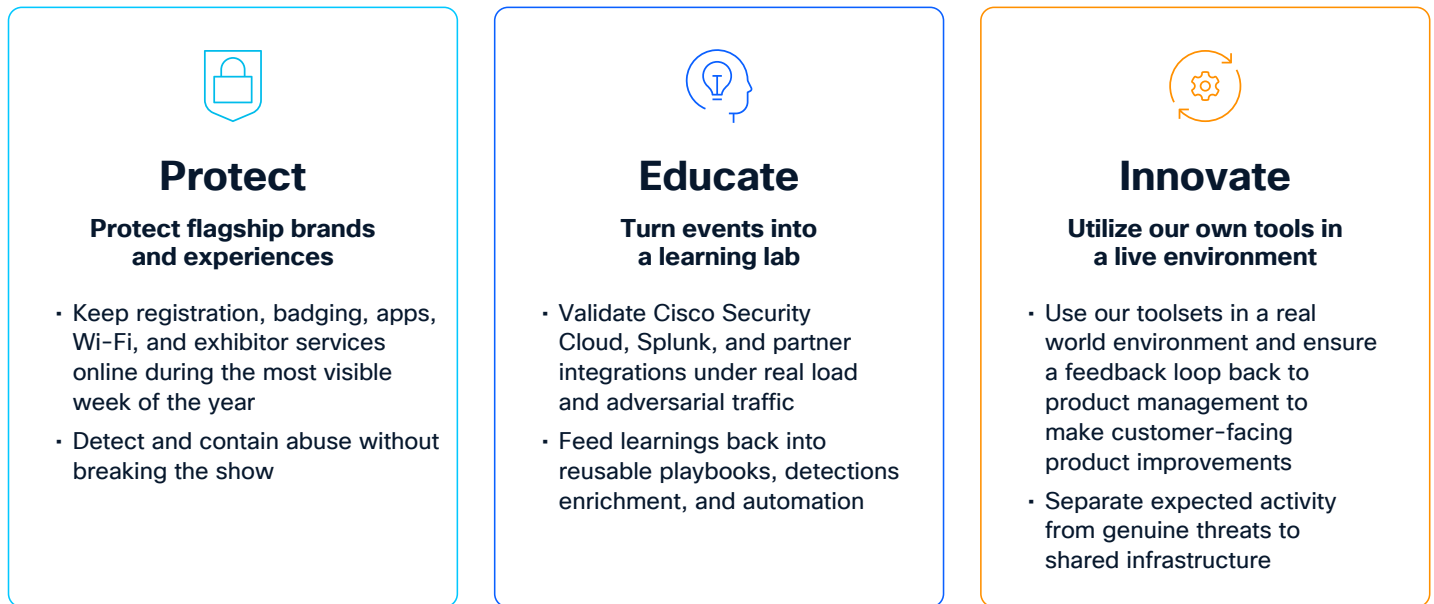 Protect
Protect flagship brands
and experiences
· Keep registration, badging, apps,
Wi-Fi, and exhibitor services
online during the most visible
week of the year
· Detect and contain abuse without
breaking the show
Educate
Turn events into
a learning lab
· Validate Cisco Security
Cloud, Splunk, and partner
integrations under real load
and adversarial traffic
· Feed learnings back into
reusable playbooks, detections
enrichment, and automation
Innovate
Utilize our own tools in
a live environment
· Use our toolsets in a real
world environment and ensure
a feedback loop back to
product management to
make customer-facing
product improvements
· Separate expected activity
from genuine threats to
shared infrastructure